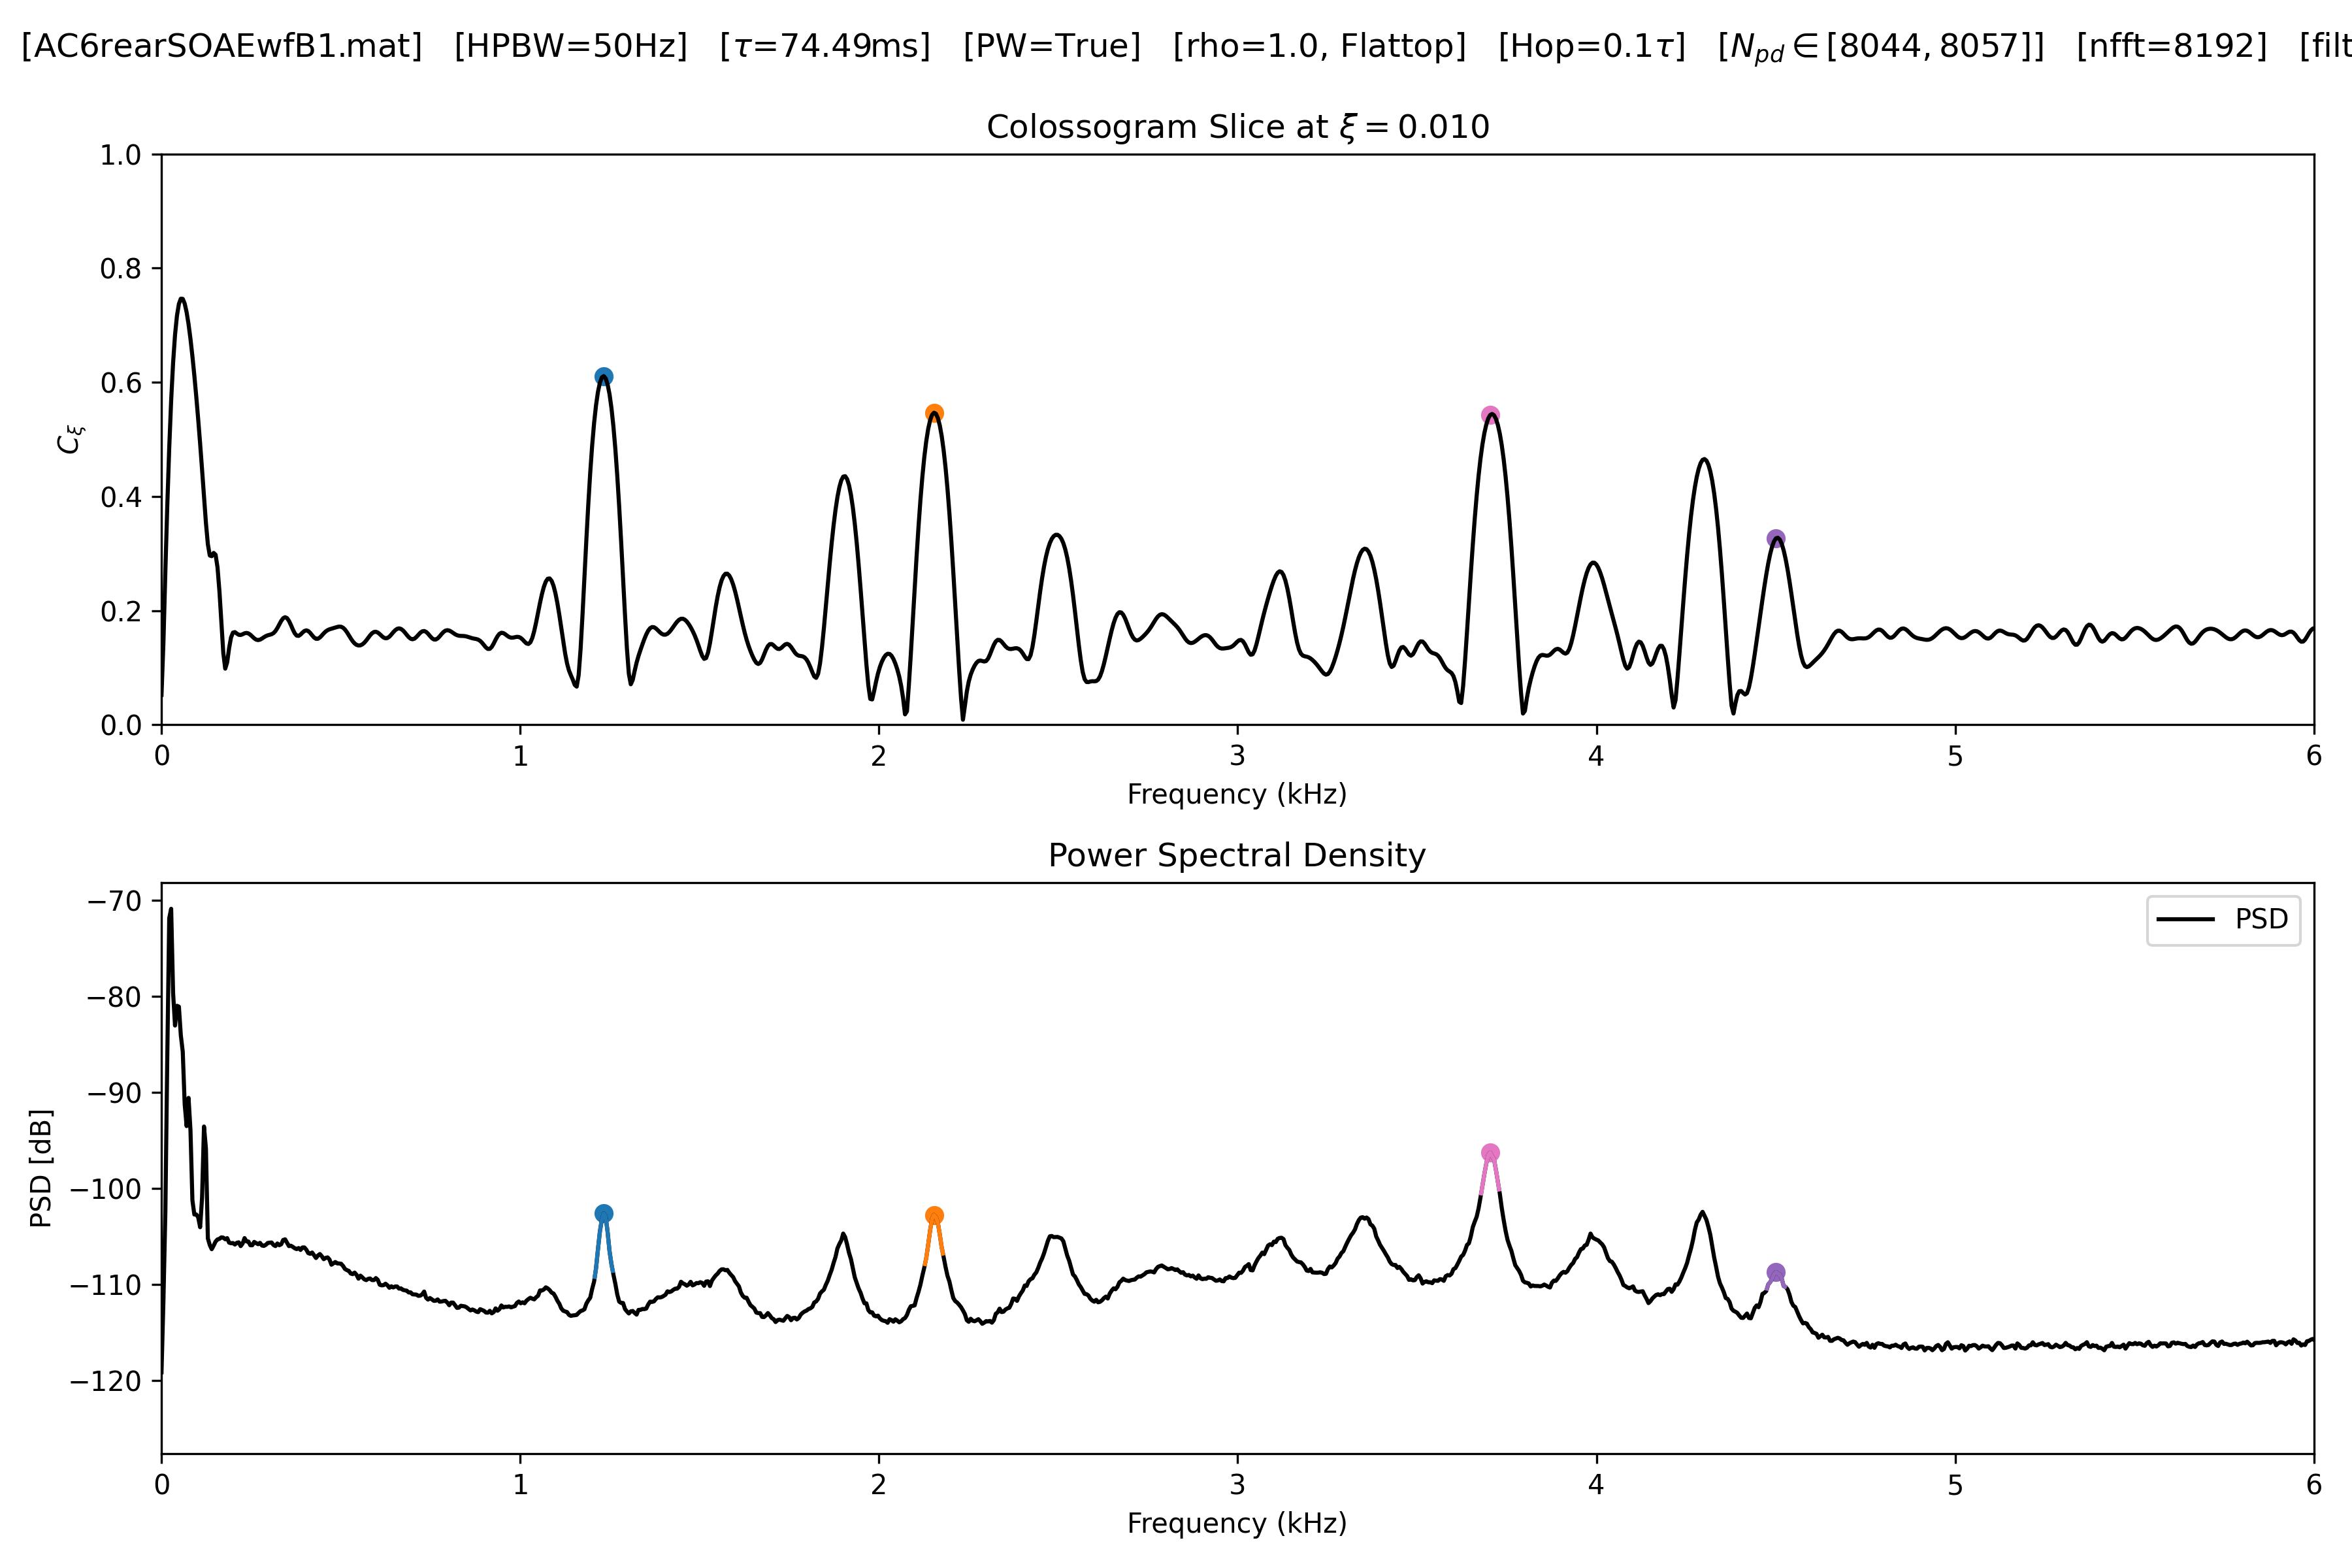 [AC6rearSOAEwfB1.mat] [HPBW=50Hz] [τ=74.49ms] [PW=True] [rho=1.0, Flattop] [Hop=0.1τ] [N_pd ∈ [8044, 8057]] [nfft=8192] [filt
Colossogram Slice at ξ = 0.010
1.0
0.8
0.6
0.4
0.2
0.0
C_ξ
0 1 2 3 4 5 6
Frequency (kHz)
Power Spectral Density
−70
−80
−90
−100
−110
−120
PSD [dB]
PSD
0 1 2 3 4 5 6
Frequency (kHz)